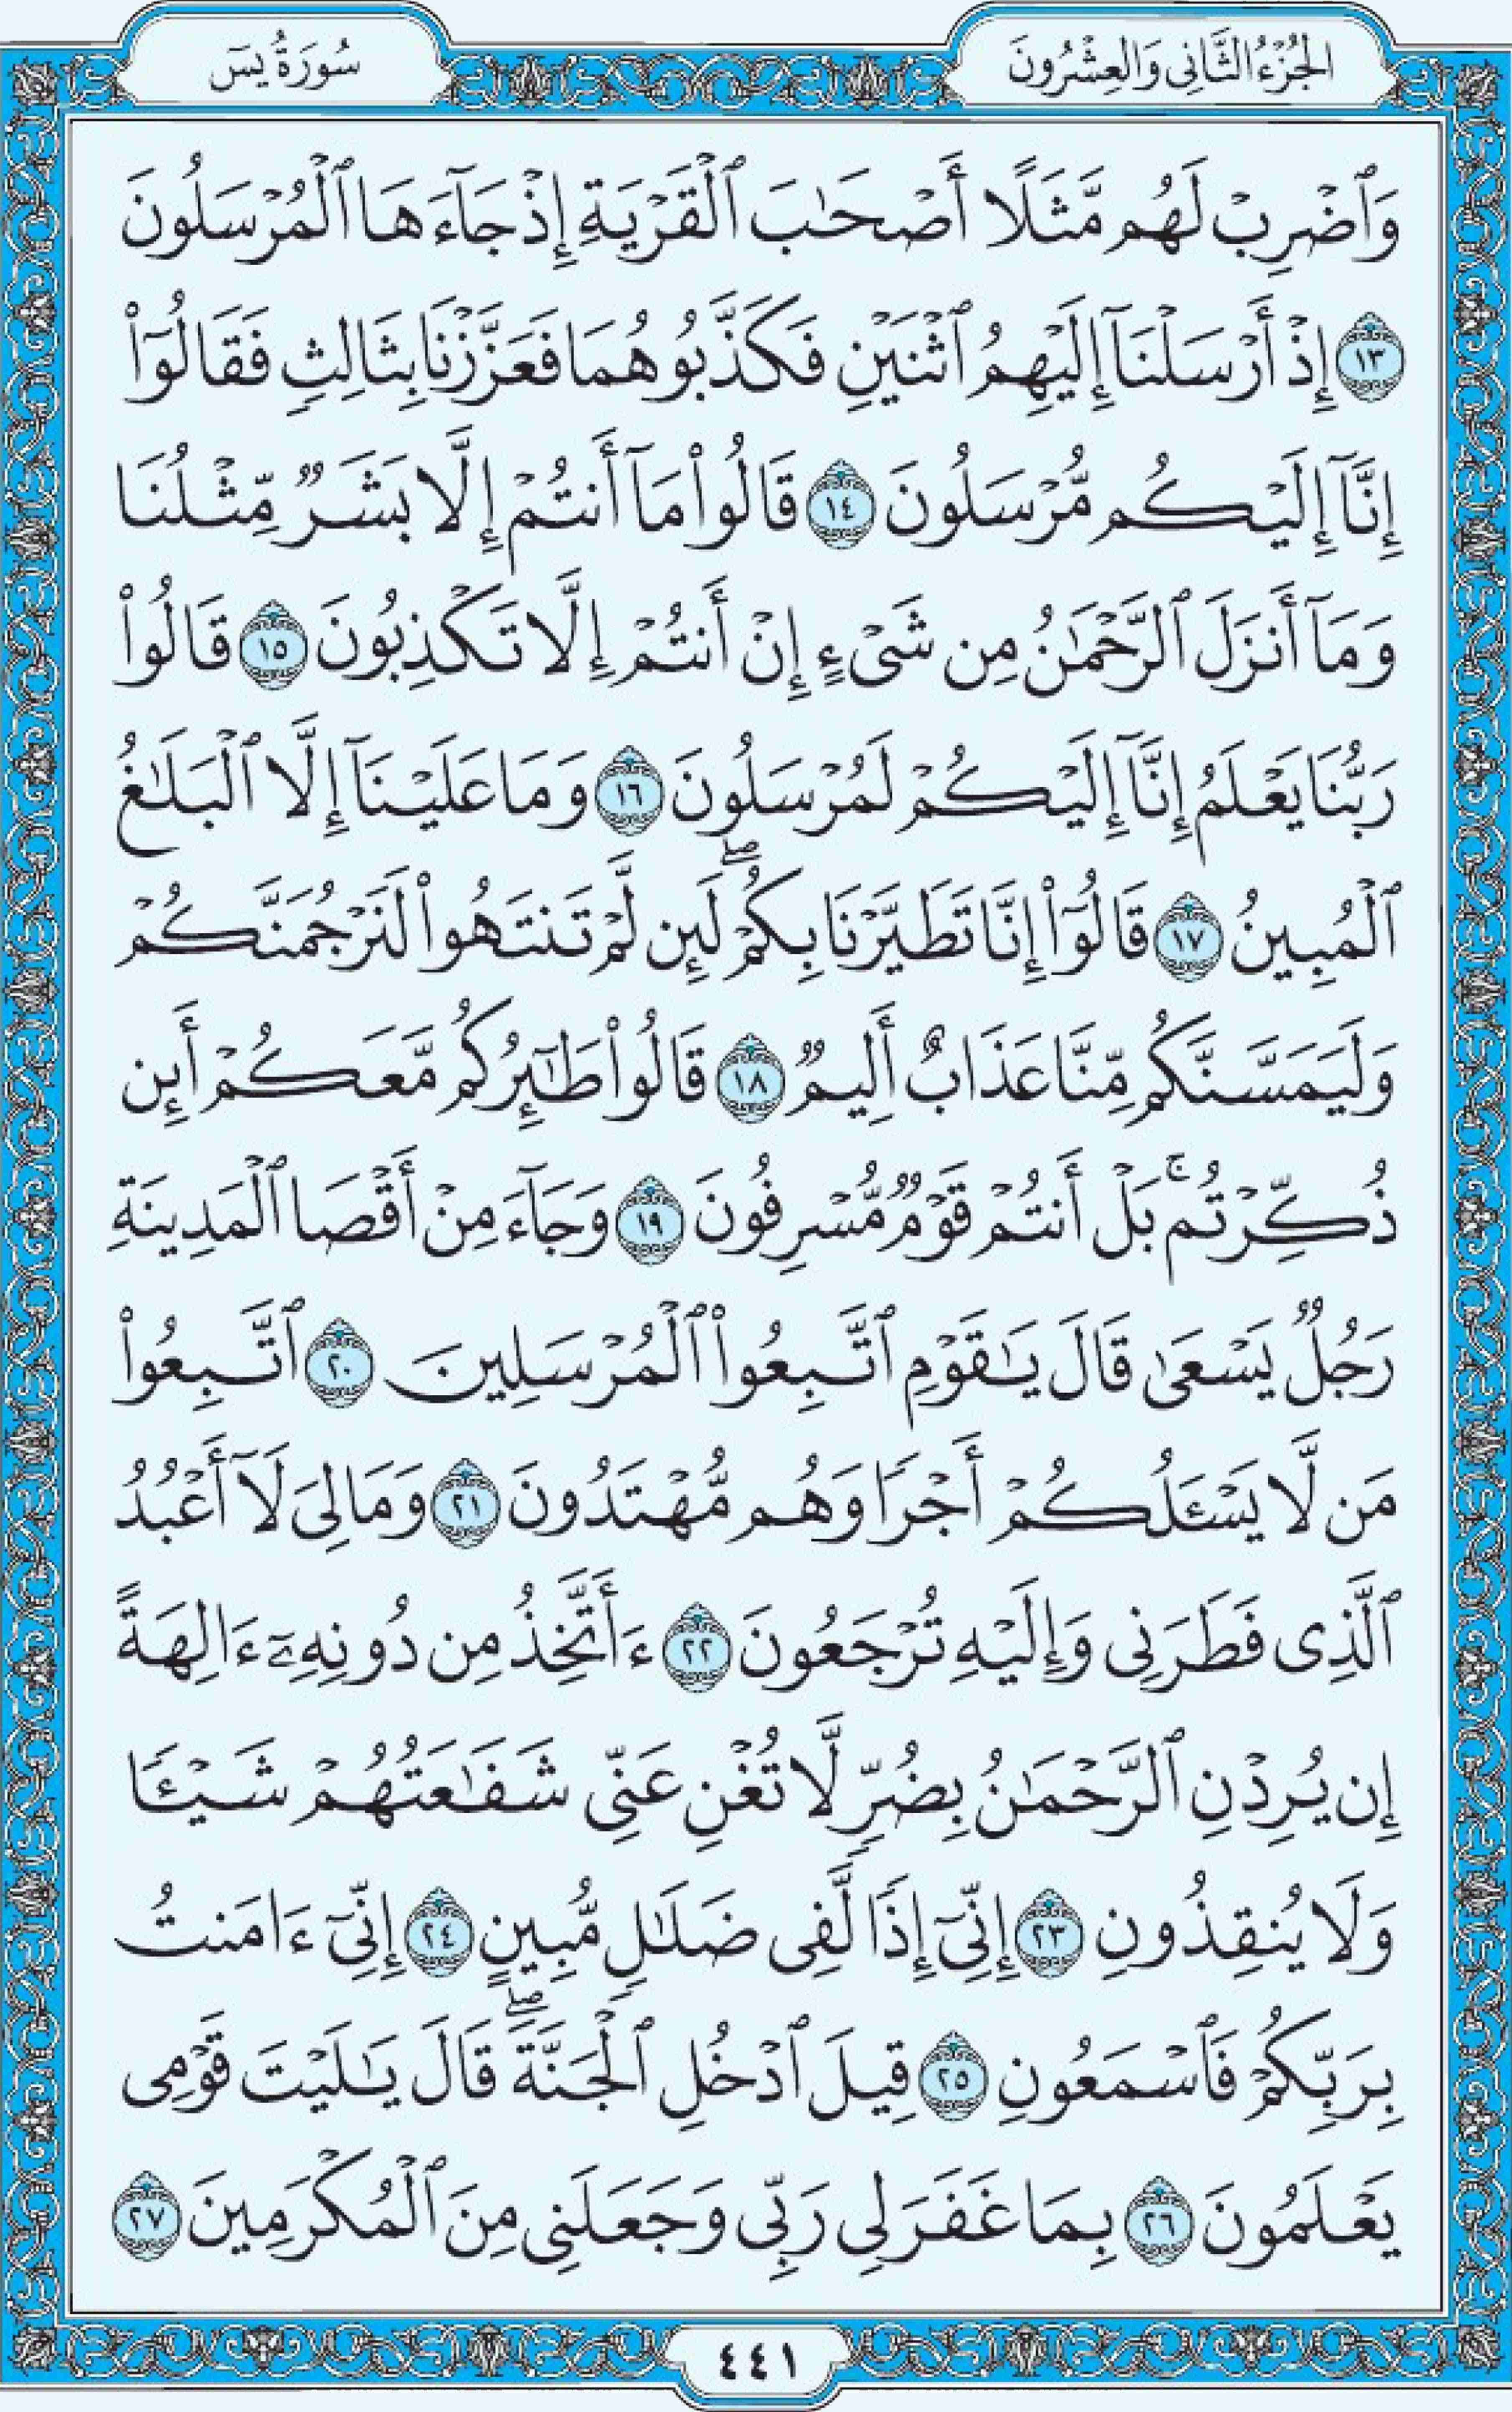 الجُزْءُ الثَّانِي وَالعِشْرُونَ
سُورَةُ يسٓ
وَٱضْرِبْ لَهُم مَّثَلًا أَصْحَـٰبَ ٱلْقَرْيَةِ إِذْ جَآءَهَا ٱلْمُرْسَلُونَ
١٣ إِذْ أَرْسَلْنَآ إِلَيْهِمُ ٱثْنَيْنِ فَكَذَّبُوهُمَا فَعَزَّزْنَا بِثَالِثٍ فَقَالُوٓا۟
إِنَّآ إِلَيْكُم مُّرْسَلُونَ ١٤ قَالُوا۟ مَآ أَنتُمْ إِلَّا بَشَرٌ مِّثْلُنَا
وَمَآ أَنزَلَ ٱلرَّحْمَـٰنُ مِن شَىْءٍ إِنْ أَنتُمْ إِلَّا تَكْذِبُونَ ١٥ قَالُوا۟
رَبُّنَا يَعْلَمُ إِنَّآ إِلَيْكُمْ لَمُرْسَلُونَ ١٦ وَمَا عَلَيْنَآ إِلَّا ٱلْبَلَـٰغُ
ٱلْمُبِينُ ١٧ قَالُوٓا۟ إِنَّا تَطَيَّرْنَا بِكُمْ ۖ لَئِن لَّمْ تَنتَهُوا۟ لَنَرْجُمَنَّكُمْ
وَلَيَمَسَّنَّكُم مِّنَّا عَذَابٌ أَلِيمٌ ١٨ قَالُوا۟ طَـٰٓئِرُكُم مَّعَكُمْ ۚ أَئِن
ذُكِّرْتُم ۚ بَلْ أَنتُمْ قَوْمٌ مُّسْرِفُونَ ١٩ وَجَآءَ مِنْ أَقْصَا ٱلْمَدِينَةِ
رَجُلٌ يَسْعَىٰ قَالَ يَـٰقَوْمِ ٱتَّبِعُوا۟ ٱلْمُرْسَلِينَ ٢٠ ٱتَّبِعُوا۟
مَن لَّا يَسْـَٔلُكُمْ أَجْرًا وَهُم مُّهْتَدُونَ ٢١ وَمَا لِىَ لَآ أَعْبُدُ
ٱلَّذِى فَطَرَنِى وَإِلَيْهِ تُرْجَعُونَ ٢٢ ءَأَتَّخِذُ مِن دُونِهِۦٓ ءَالِهَةً
إِن يُرِدْنِ ٱلرَّحْمَـٰنُ بِضُرٍّ لَّا تُغْنِ عَنِّى شَفَـٰعَتُهُمْ شَيْـًٔا
وَلَا يُنقِذُونِ ٢٣ إِنِّىٓ إِذًا لَّفِى ضَلَـٰلٍ مُّبِينٍ ٢٤ إِنِّىٓ ءَامَنتُ
بِرَبِّكُمْ فَٱسْمَعُونِ ٢٥ قِيلَ ٱدْخُلِ ٱلْجَنَّةَ ۖ قَالَ يَـٰلَيْتَ قَوْمِى
يَعْلَمُونَ ٢٦ بِمَا غَفَرَ لِى رَبِّى وَجَعَلَنِى مِنَ ٱلْمُكْرَمِينَ ٢٧
٤٤١